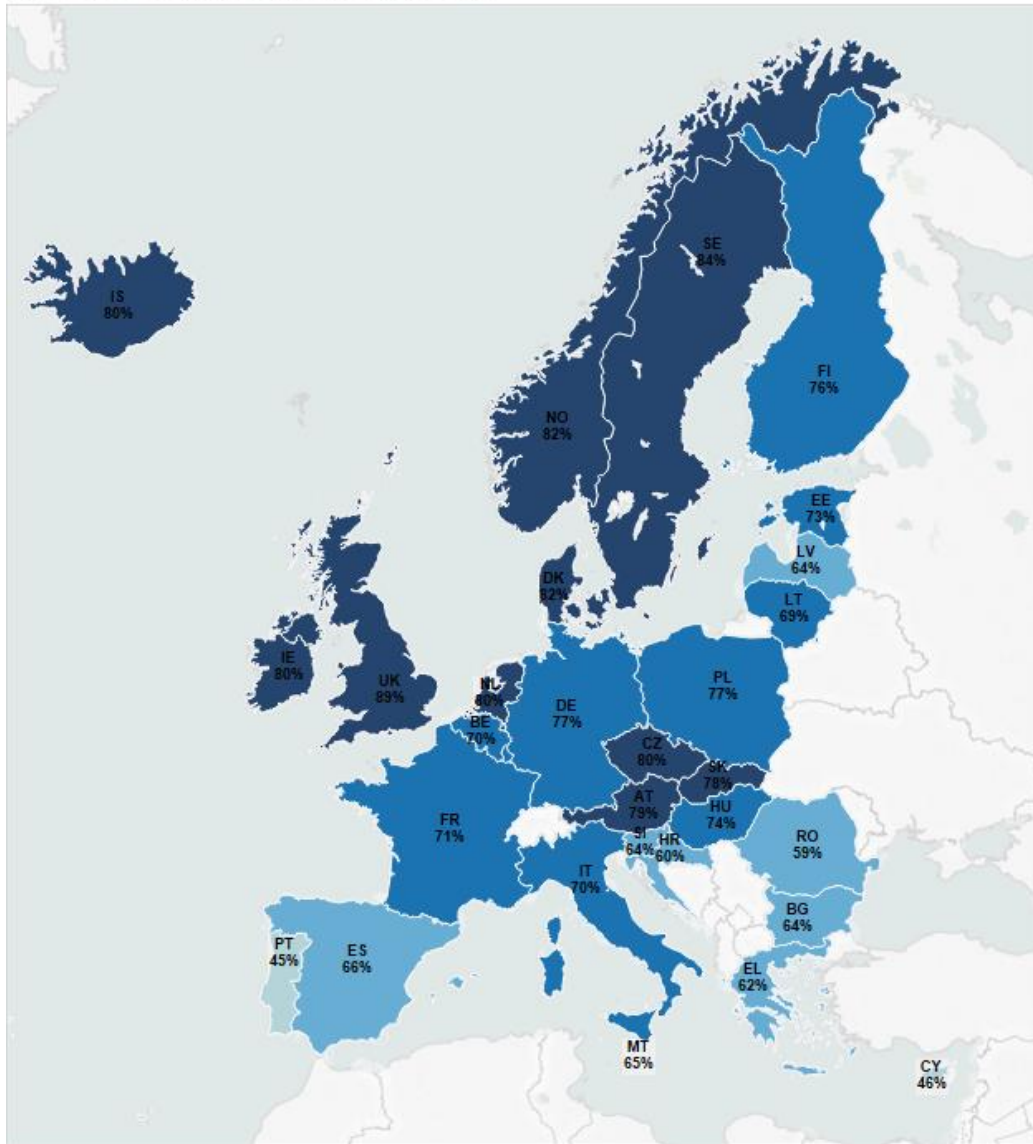 SE
84%
IS
80%
FI
76%
NO
82%
EE
73%
LV
64%
DK
82%
LT
69%
IE
80%
UK
89%
NL
80%
PL
77%
DE
77%
BE
70%
CZ
80%
SK
78%
AT
79%
HU
74%
FR
71%
SI
64%
HR
60%
RO
59%
IT
70%
BG
64%
PT
45%
ES
66%
EL
62%
MT
65%
CY
46%